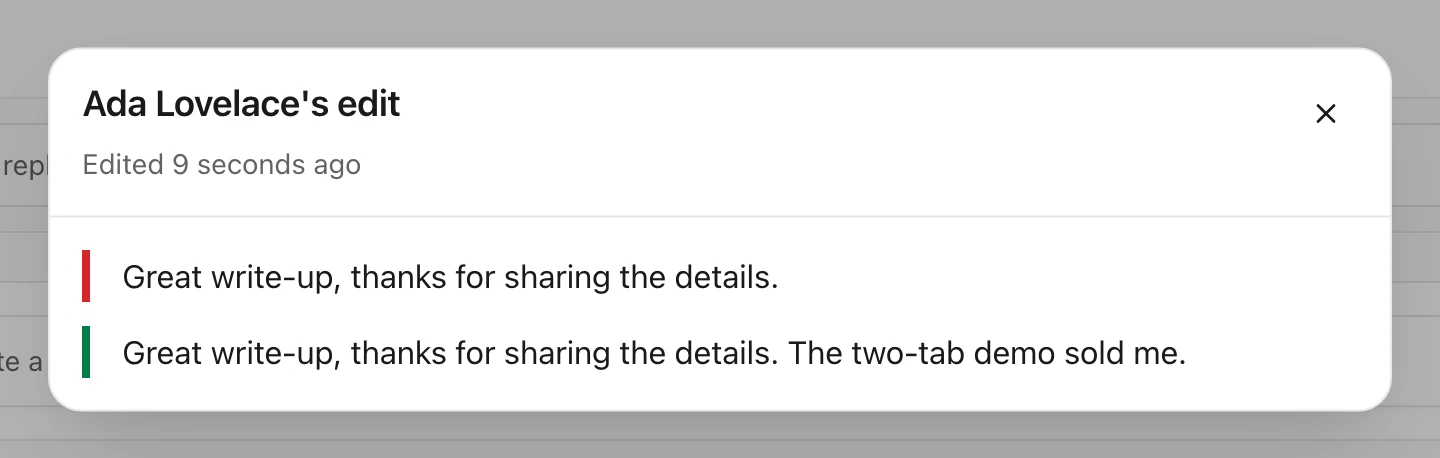 Ada Lovelace's edit
Edited 9 seconds ago
Great write-up, thanks for sharing the details.
Great write-up, thanks for sharing the details. The two-tab demo sold me.
te a